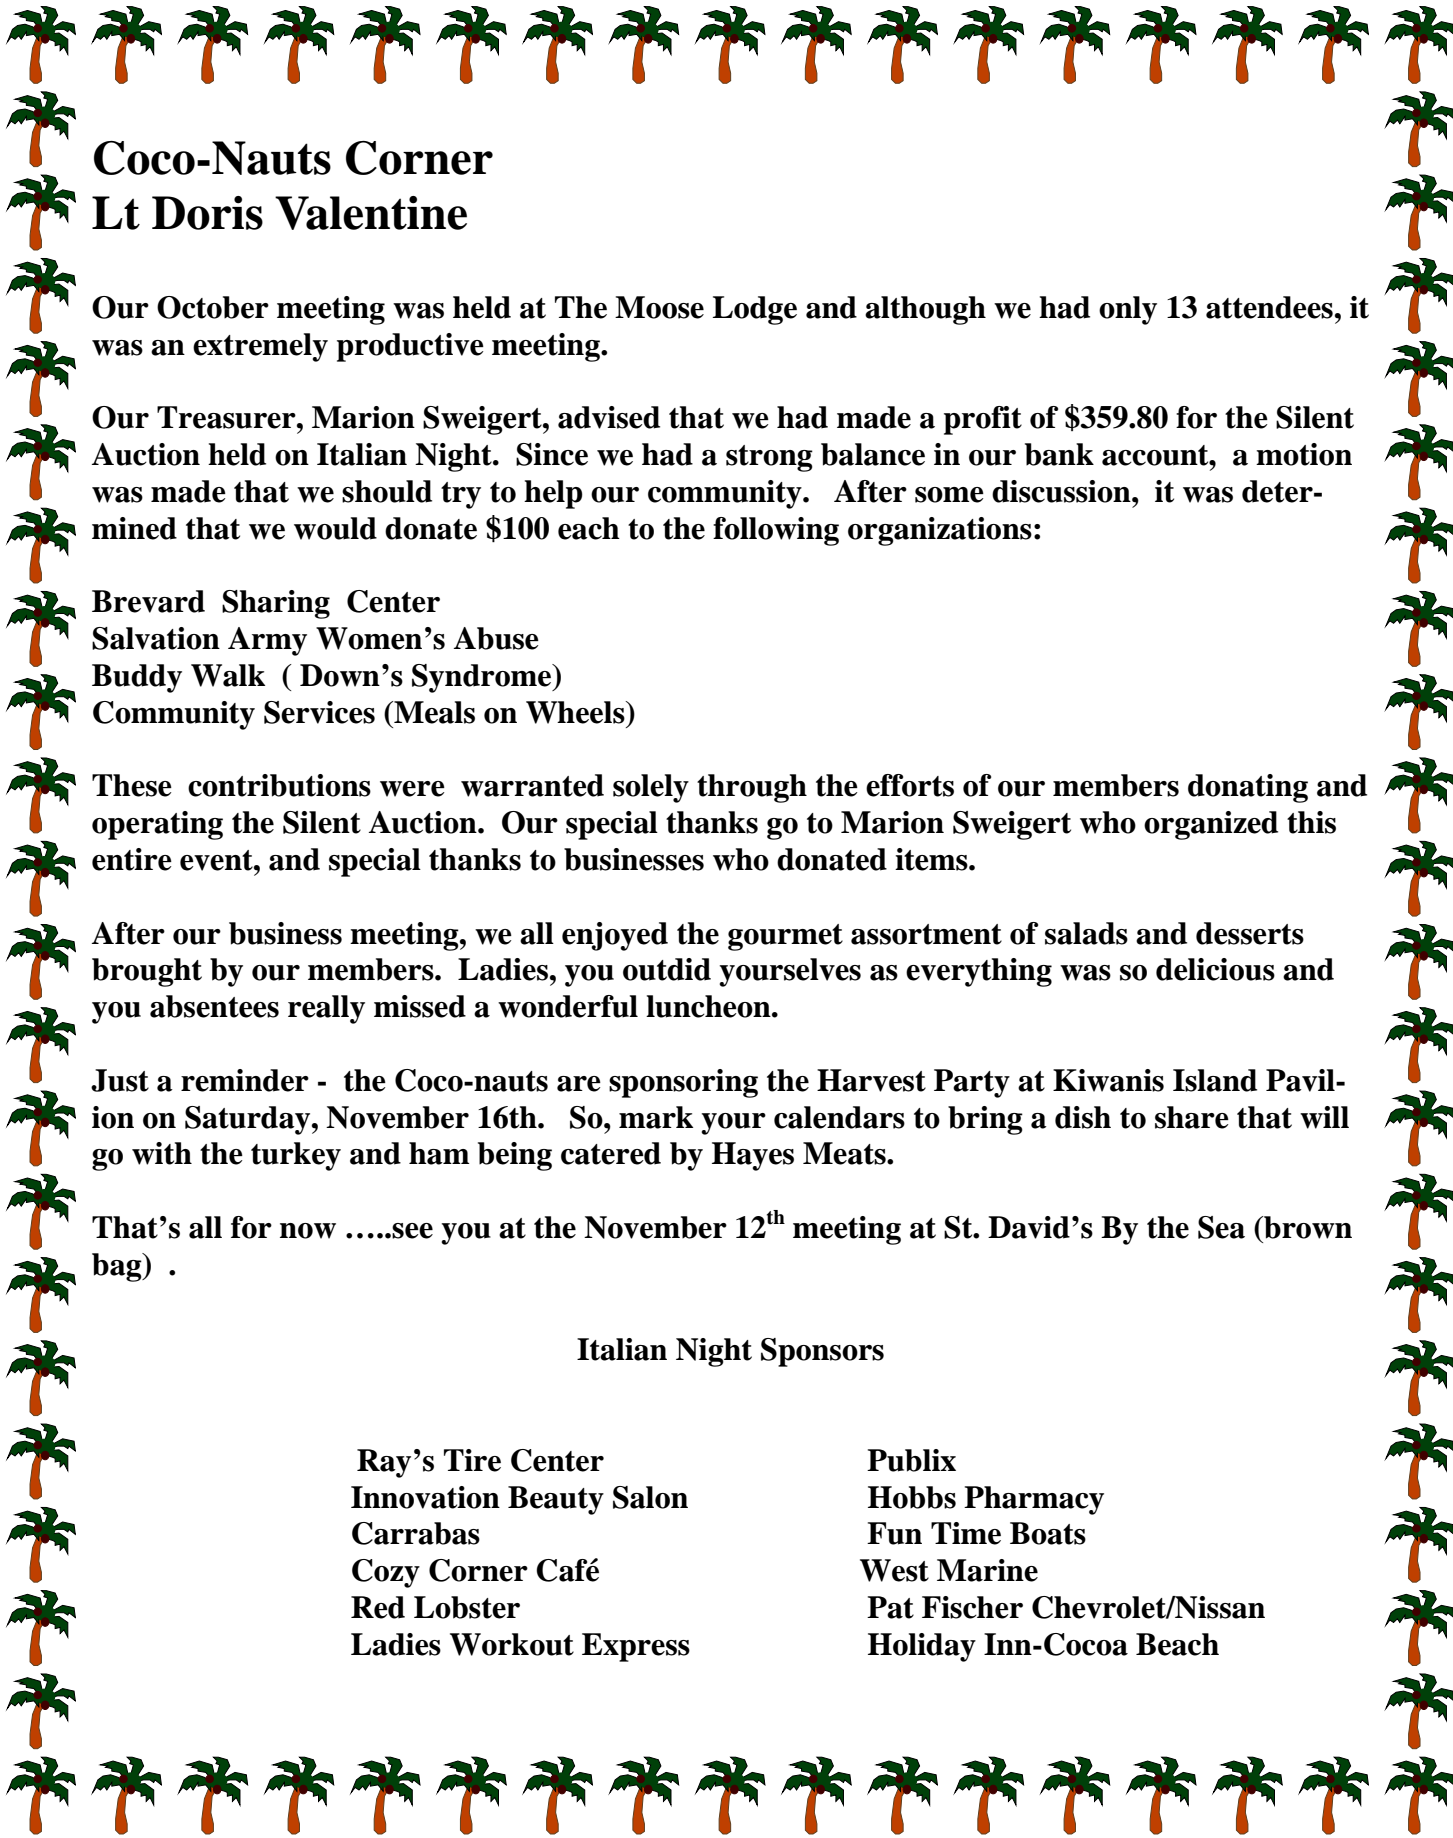 Coco-Nauts Corner
Lt Doris Valentine
Our October meeting was held at The Moose Lodge and although we had only 13 attendees, it
was an extremely productive meeting.
Our Treasurer, Marion Sweigert, advised that we had made a profit of $359.80 for the Silent
Auction held on Italian Night.  Since we had a strong balance in our bank account,  a motion
was made that we should try to help our community.   After some discussion,  it was deter-
mined that we would donate $100 each to the following organizations:
Brevard  Sharing  Center
Salvation Army Women’s Abuse
Buddy Walk  ( Down’s Syndrome)
Community Services (Meals on Wheels)
These  contributions were  warranted solely through the efforts of our members donating and
operating the Silent Auction.  Our special thanks go to Marion Sweigert who organized this
entire event, and special thanks to businesses who donated items.
After our business meeting, we all enjoyed the gourmet assortment of salads and desserts
brought by our members.  Ladies, you outdid yourselves as everything was so delicious and
you absentees really missed a wonderful luncheon.
Just a reminder -  the Coco-nauts are sponsoring the Harvest Party at Kiwanis Island Pavil-
ion on Saturday, November 16th.   So, mark your calendars to bring a dish to share that will
go with the turkey and ham being catered by Hayes Meats.
That’s all for now …..see you at the November 12th meeting at St. David’s By the Sea (brown
bag)  .
Italian Night Sponsors
Ray’s Tire Center
Innovation Beauty Salon
Carrabas
Cozy Corner Café
Red Lobster
Ladies Workout Express
Publix
Hobbs Pharmacy
Fun Time Boats
West Marine
Pat Fischer Chevrolet/Nissan
Holiday Inn-Cocoa Beach